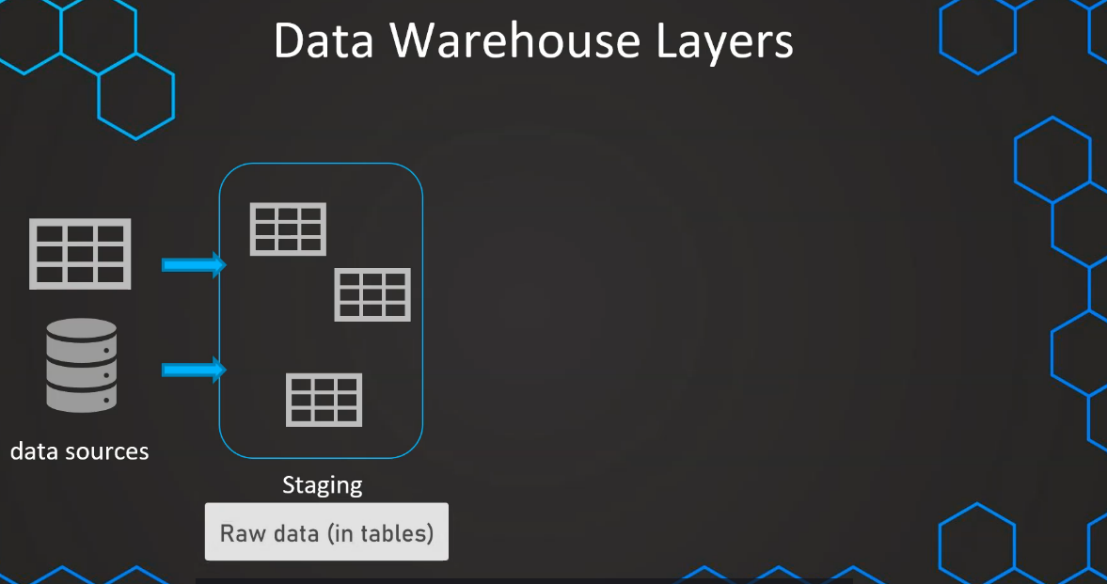 Data Warehouse Layers
data sources
Staging
Raw data (in tables)